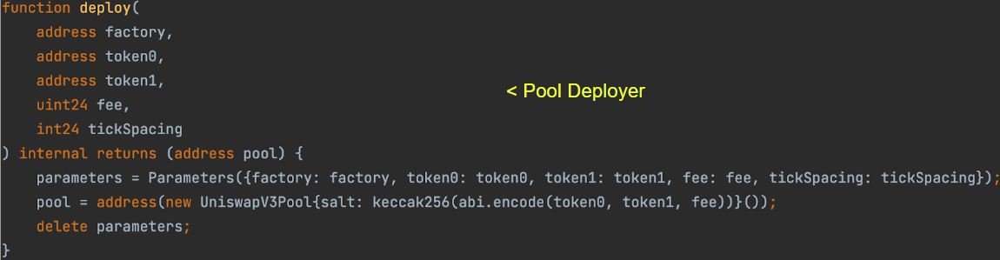 function deploy(
address factory,
address token0,
address token1,
< Pool Deployer
uint24 fee,
int24 tickSpacing
) internal returns (address pool) {
parameters = Parameters({factory: factory, token0: token0, token1: token1, fee: fee, tickSpacing: tickSpacing});
pool = address(new UniswapV3Pool{salt: keccak256(abi.encode(token0, token1, fee))}());
delete parameters;
}